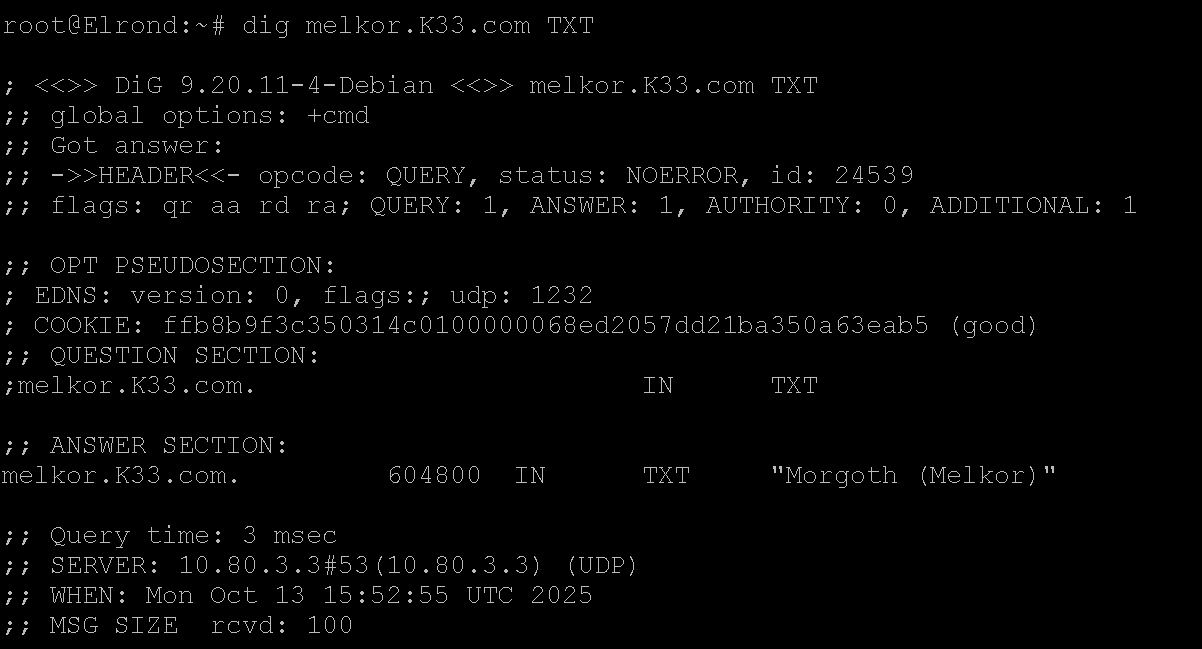 root@Elrond:~# dig melkor.K33.com TXT

; <<>> DiG 9.20.11-4-Debian <<>> melkor.K33.com TXT
;; global options: +cmd
;; Got answer:
;; ->>HEADER<<- opcode: QUERY, status: NOERROR, id: 24539
;; flags: qr aa rd ra; QUERY: 1, ANSWER: 1, AUTHORITY: 0, ADDITIONAL: 1

;; OPT PSEUDOSECTION:
; EDNS: version: 0, flags:; udp: 1232
; COOKIE: ffb8b9f3c350314c0100000068ed2057dd21ba350a63eab5 (good)
;; QUESTION SECTION:
;melkor.K33.com. IN TXT

;; ANSWER SECTION:
melkor.K33.com. 604800 IN TXT "Morgoth (Melkor)"

;; Query time: 3 msec
;; SERVER: 10.80.3.3#53(10.80.3.3) (UDP)
;; WHEN: Mon Oct 13 15:52:55 UTC 2025
;; MSG SIZE  rcvd: 100